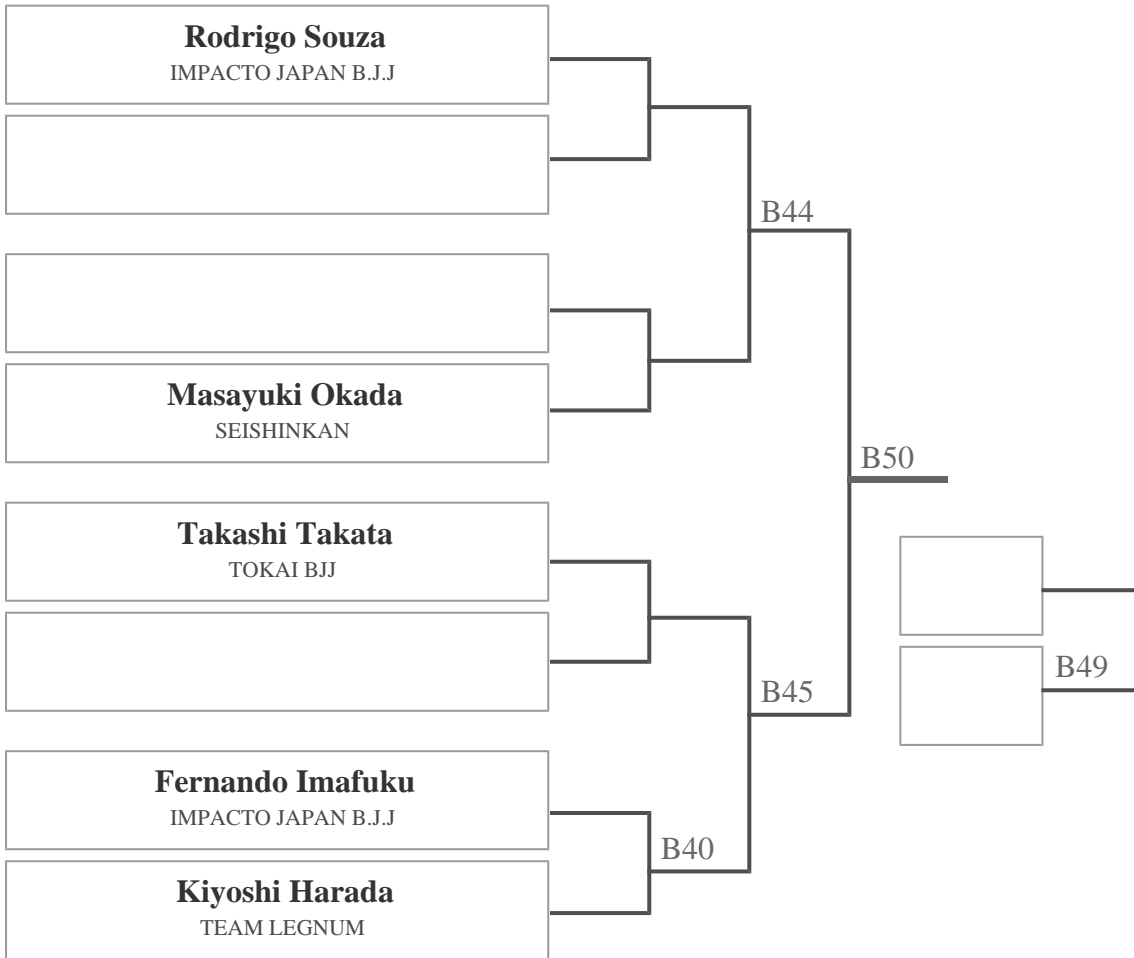 Rodrigo Souza
IMPACTO JAPAN B.J.J
B44
Masayuki Okada
SEISHINKAN
B50
Takashi Takata
TOKAI BJJ
B49
B45
Fernando Imafuku
IMPACTO JAPAN B.J.J
B40
Kiyoshi Harada
TEAM LEGNUM